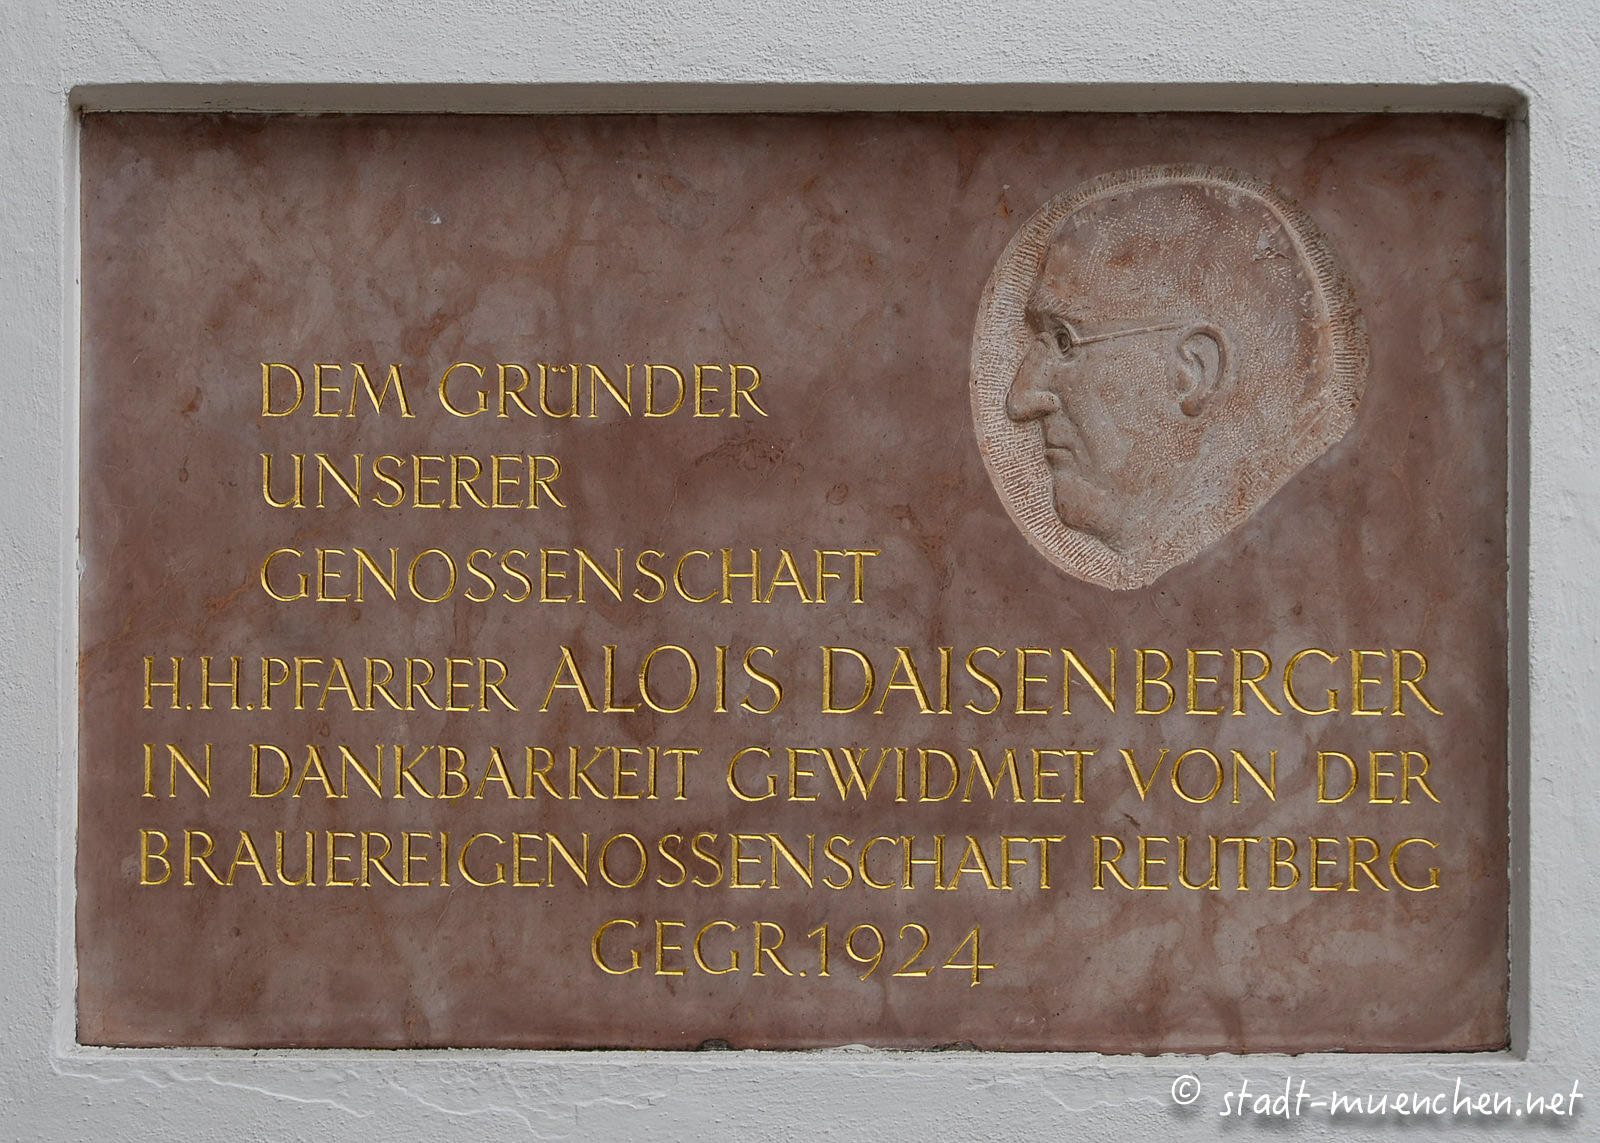 DEM GRÜNDER
UNSERER
GENOSSENSCHAFT
H.H.PFARRER ALOIS DAISENBERGER
IN DANKBARKEIT GEWIDMET VON DER
BRAUEREIGENOSSENSCHAFT REUTBERG
GEGR.1924
© stadt-muenchen.net